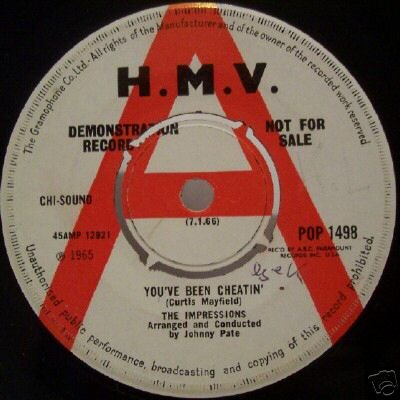 The Gramophone Co. Ltd. - All rights of the Manufacturer and of the owner of the recorded work reserved.
H.M.V.
DEMONSTRATION NOT FOR
RECORD SALE
CHI-SOUND
(7.1.66)
45AMP 12921
POP 1498
℗ 1965
REC'D BY A.B.C. PARAMOUNT
RECORDS INC. U.S.A
YOU'VE BEEN CHEATIN'
(Curtis Mayfield)
THE IMPRESSIONS
Arranged and Conducted
by Johnny Pate
Unauthorised public performance, broadcasting and copying of this record prohibited.